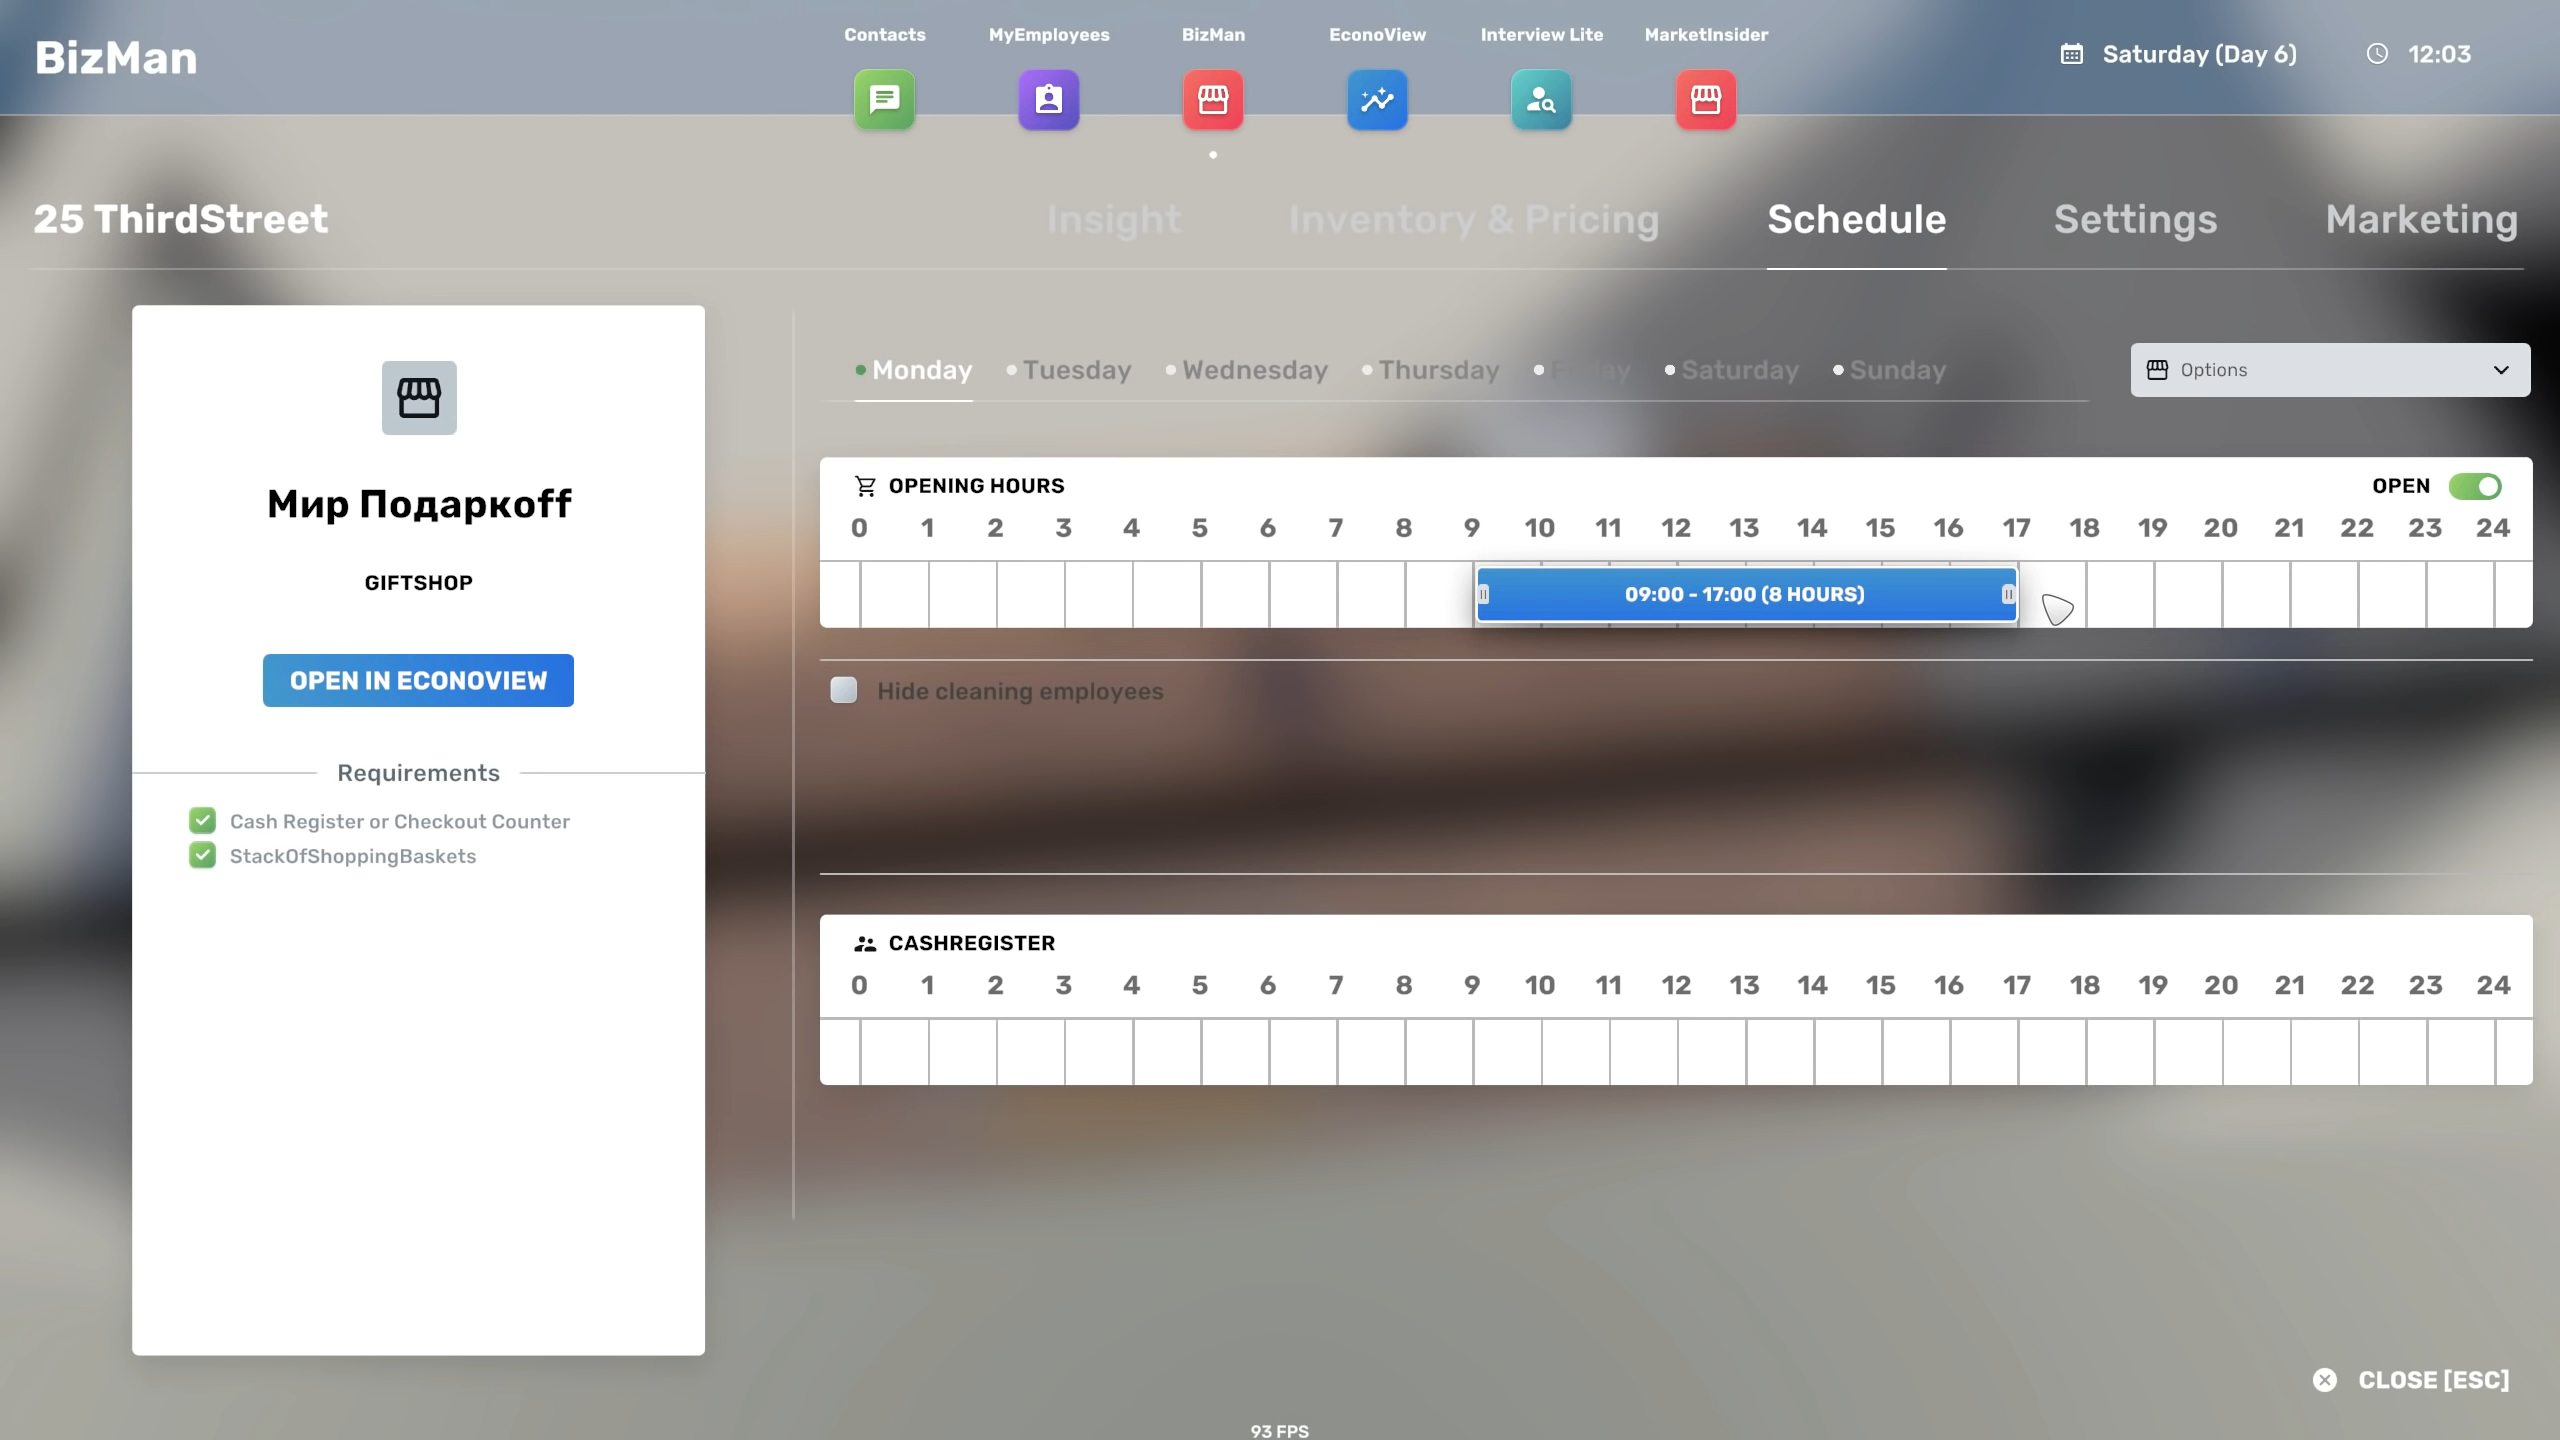 BizMan
Contacts
MyEmployees
BizMan
EconoView
Interview Lite
MarketInsider
Saturday (Day 6)
12:03
25 ThirdStreet
Insight
Inventory & Pricing
Schedule
Settings
Marketing
Мир Подаркoff
GIFTSHOP
OPEN IN ECONOVIEW
Requirements
Cash Register or Checkout Counter
StackOfShoppingBaskets
Monday
Tuesday
Wednesday
Thursday
Friday
Saturday
Sunday
Options
OPENING HOURS
OPEN
0 1 2 3 4 5 6 7 8 9 10 11 12 13 14 15 16 17 18 19 20 21 22 23 24
09:00 - 17:00 (8 HOURS)
Hide cleaning employees
CASHREGISTER
0 1 2 3 4 5 6 7 8 9 10 11 12 13 14 15 16 17 18 19 20 21 22 23 24
CLOSE [ESC]
93 FPS